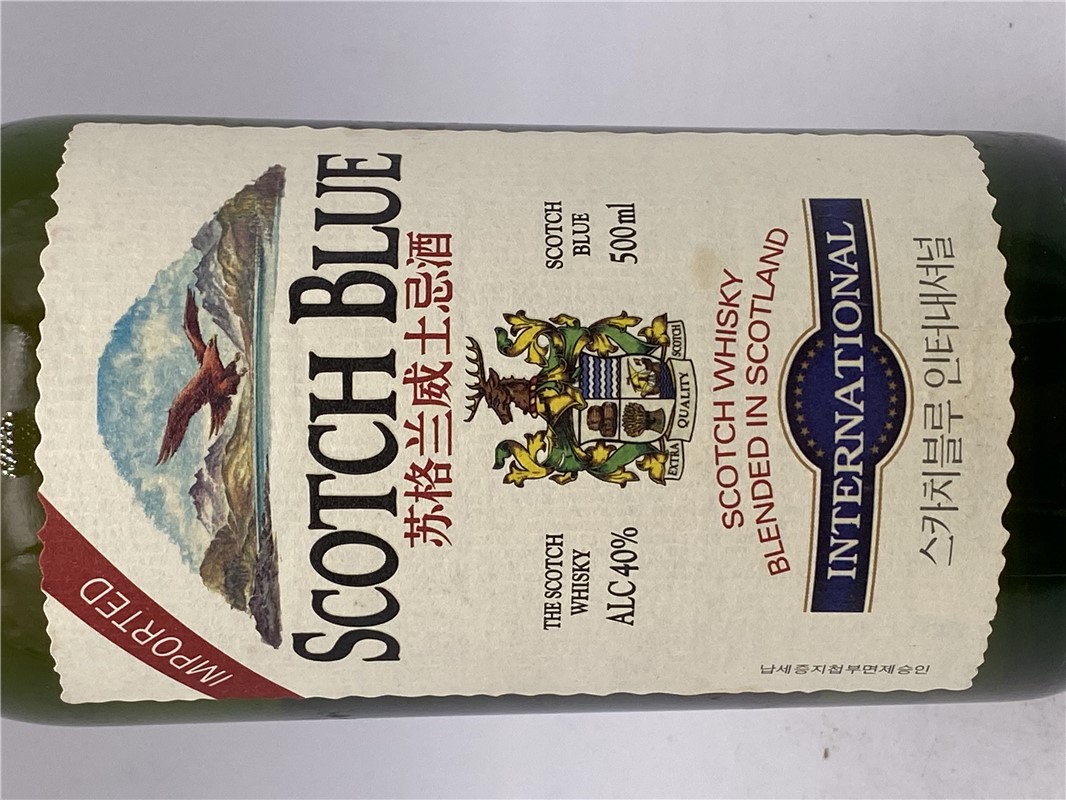 IMPORTED
SCOTCH BLUE
苏格兰威士忌酒
THE SCOTCH
WHISKY
ALC 40%
SCOTCH
BLUE
500ml
EXTRA QUALITY SCOTCH
SCOTCH WHISKY
BLENDED IN SCOTLAND
INTERNATIONAL
스카치블루 인터내셔널
납세증지첩부면제승인